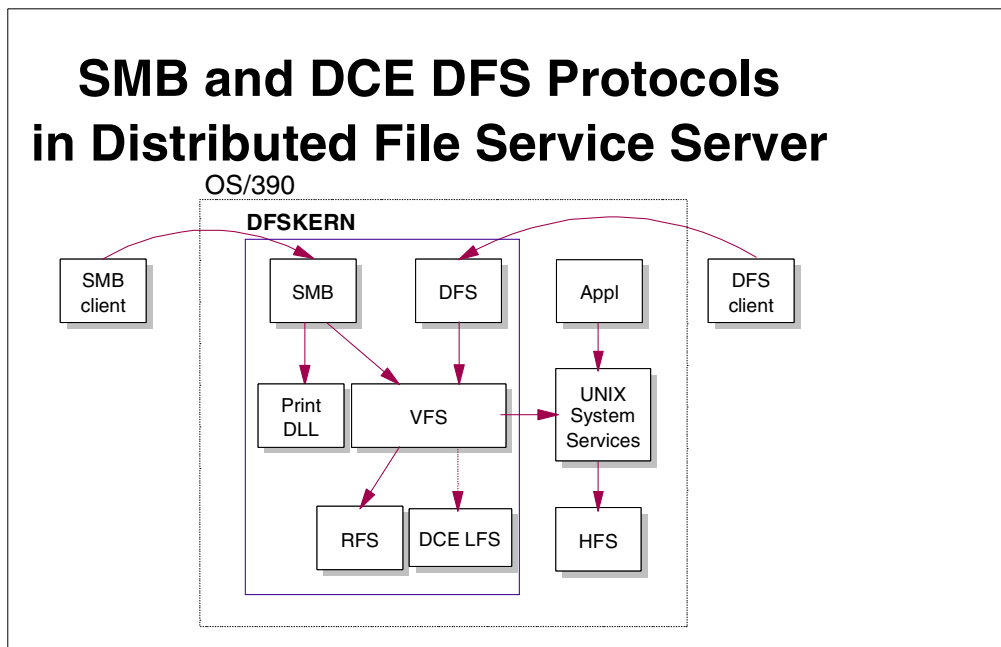 SMB and DCE DFS Protocols
in Distributed File Service Server
OS/390
DFSKERN
SMB
client
SMB
DFS
Appl
DFS
client
Print
DLL
VFS
UNIX
System
Services
RFS
DCE LFS
HFS